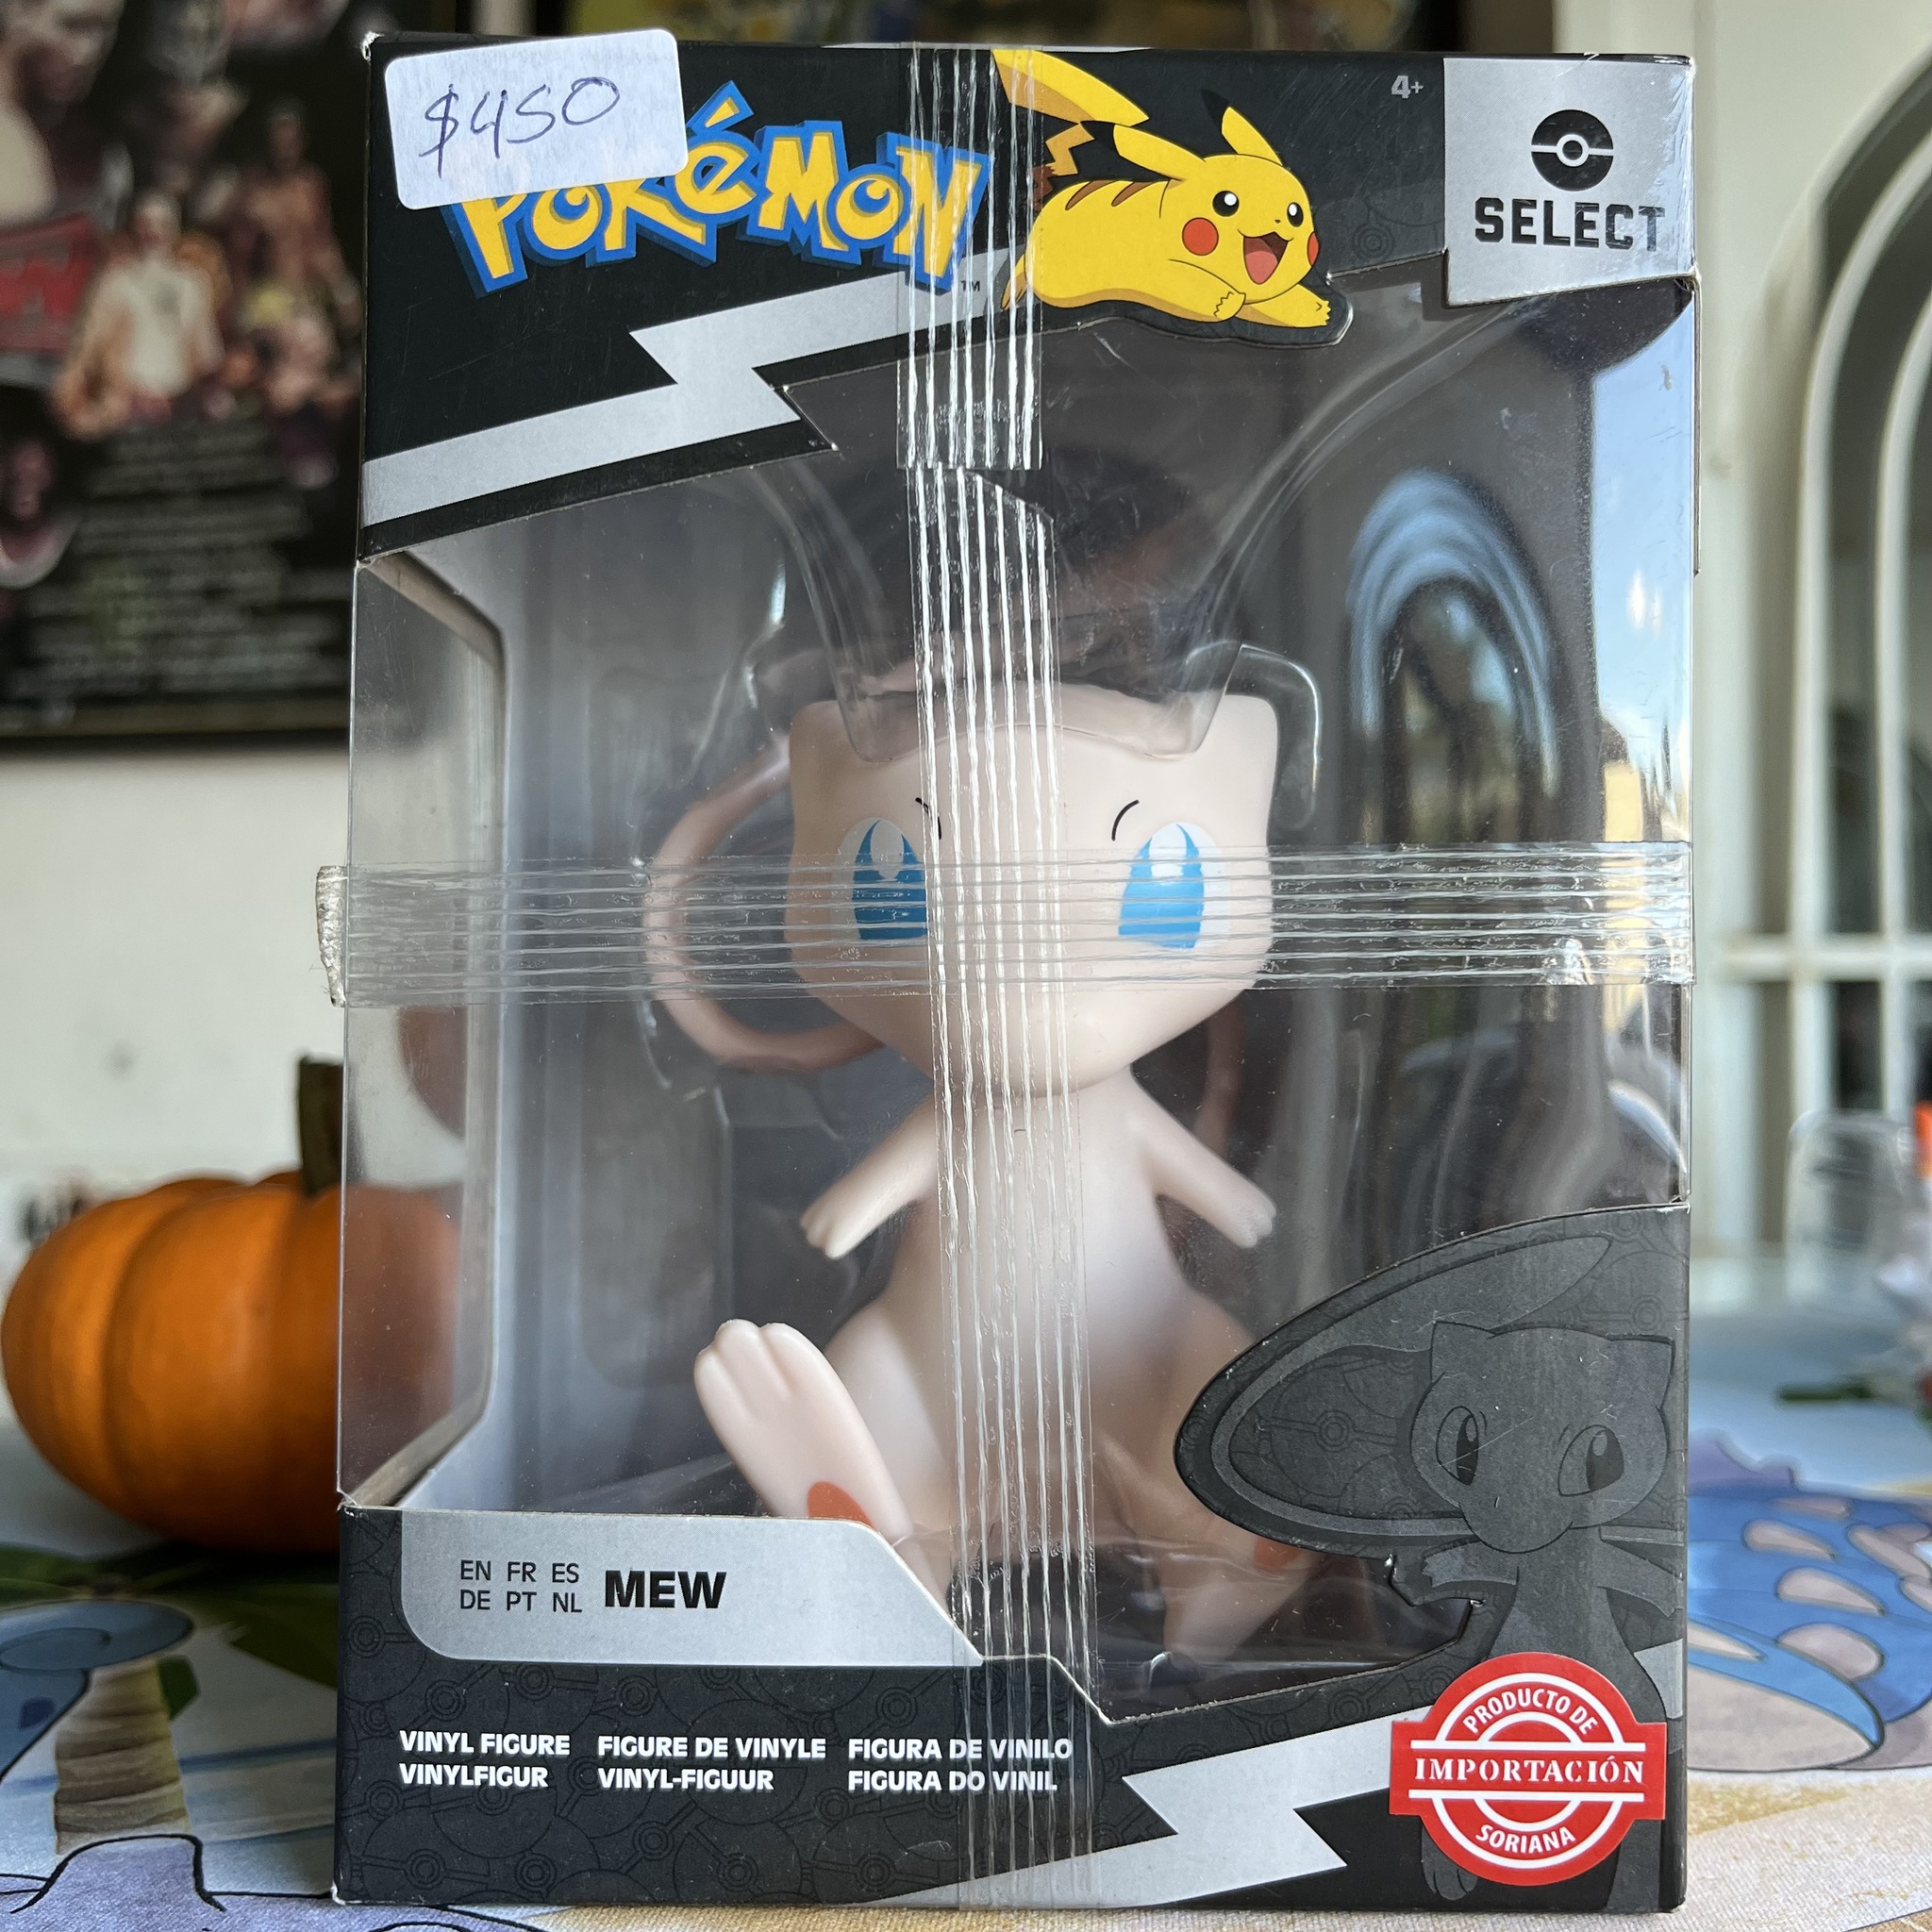 $450
POKéMON
TM
4+
SELECT
EN FR ES
DE PT NL
MEW
VINYL FIGURE FIGURE DE VINYLE FIGURA DE VINILO
VINYLFIGUR VINYL-FIGUUR FIGURA DO VINIL
PRODUCTO DE
IMPORTACIÓN
SORIANA